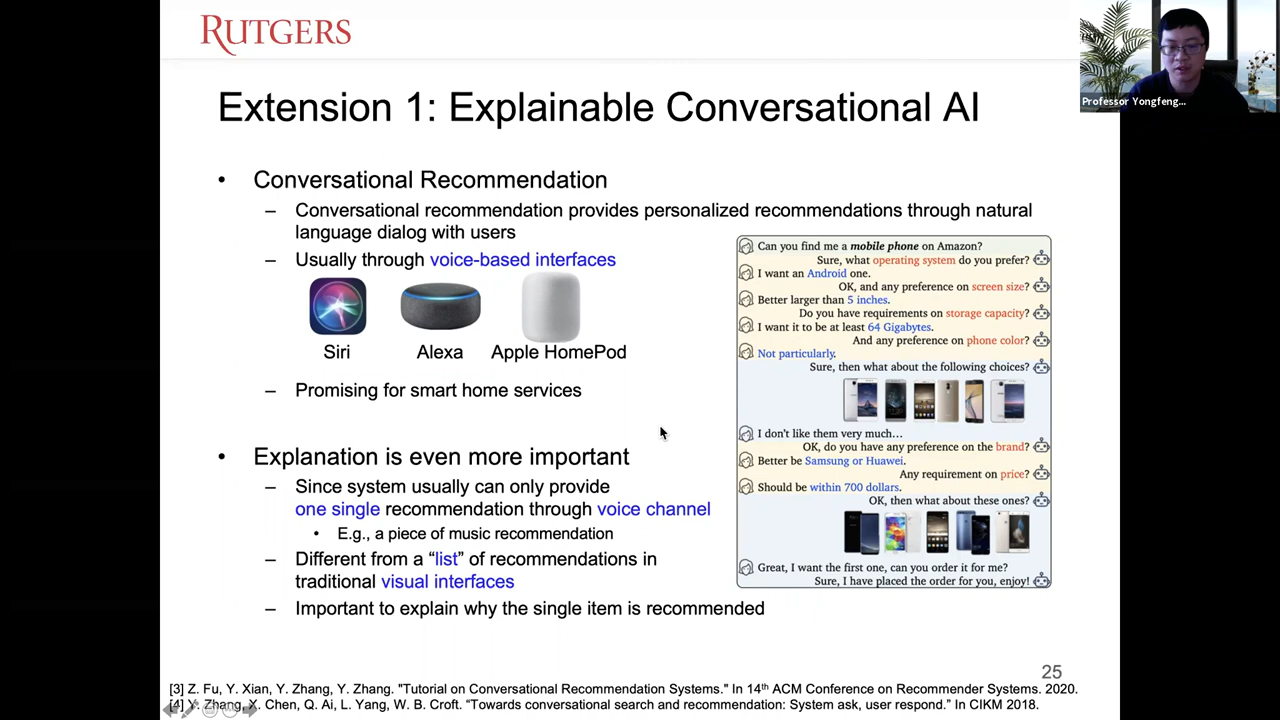 RUTGERS
Professor Yongfeng...
Extension 1: Explainable Conversational AI
• Conversational Recommendation
– Conversational recommendation provides personalized recommendations through natural
language dialog with users
– Usually through voice-based interfaces
Siri
Alexa
Apple HomePod
– Promising for smart home services
• Explanation is even more important
– Since system usually can only provide
one single recommendation through voice channel
• E.g., a piece of music recommendation
– Different from a “list” of recommendations in
traditional visual interfaces
– Important to explain why the single item is recommended
Can you find me a mobile phone on Amazon?
Sure, what operating system do you prefer?
I want an Android one.
OK, and any preference on screen size?
Better larger than 5 inches.
Do you have requirements on storage capacity?
I want it to be at least 64 Gigabytes.
And any preference on phone color?
Not particularly.
Sure, then what about the following choices?
I don't like them very much...
OK, do you have any preference on the brand?
Better be Samsung or Huawei.
Any requirement on price?
Should be within 700 dollars.
OK, then what about these ones?
Great, I want the first one, can you order it for me?
Sure, I have placed the order for you, enjoy!
25
[3] Z. Fu, Y. Xian, Y. Zhang, Y. Zhang. "Tutorial on Conversational Recommendation Systems." In 14th ACM Conference on Recommender Systems. 2020.
[4] Y. Zhang, X. Chen, Q. Ai, L. Yang, W. B. Croft. “Towards conversational search and recommendation: System ask, user respond.” In CIKM 2018.